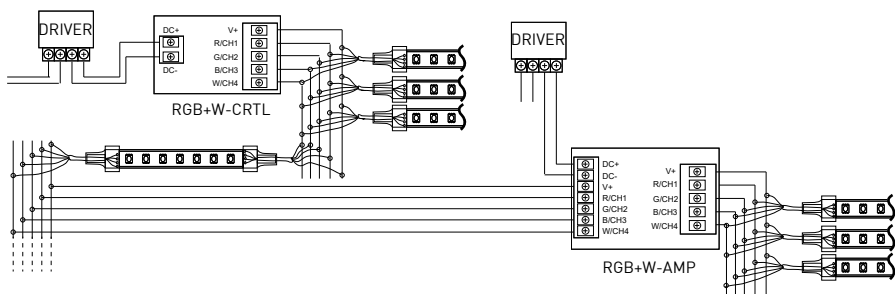 DRIVER
DC+
DC-
V+
R/CH1
G/CH2
B/CH3
W/CH4
RGB+W-CRTL
DRIVER
DC+
DC-
V+
R/CH1
G/CH2
B/CH3
W/CH4
V+
R/CH1
G/CH2
B/CH3
W/CH4
RGB+W-AMP